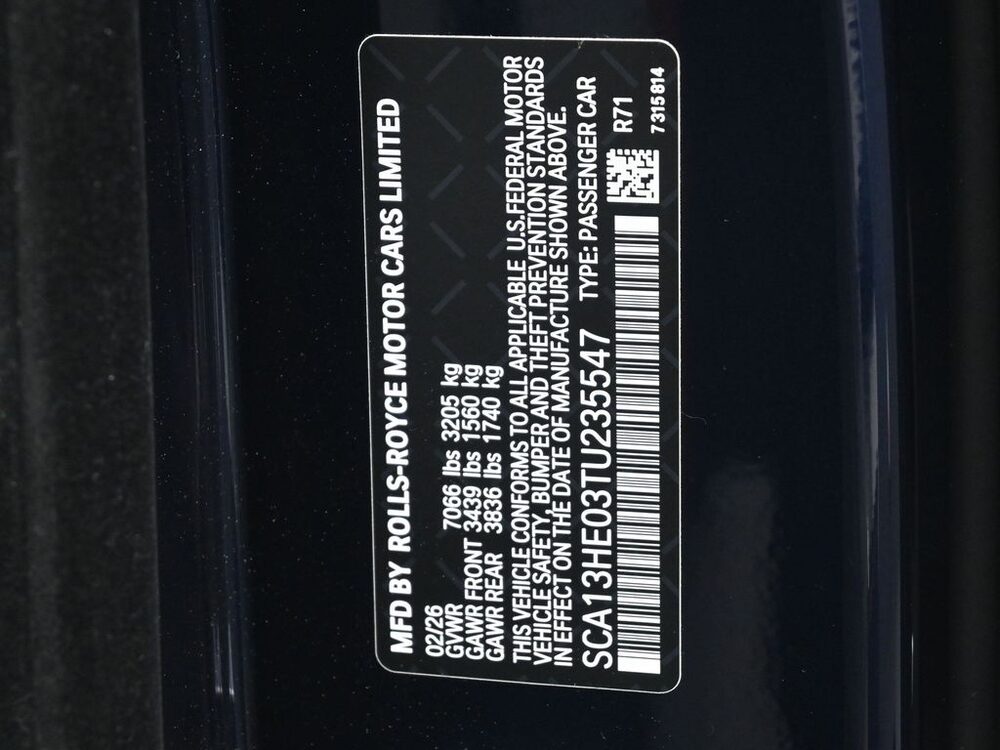 MFD BY ROLLS-ROYCE MOTOR CARS LIMITED
02/26
GVWR 7066 lbs 3205 kg
GAWR FRONT 3439 lbs 1560 kg
GAWR REAR 3836 lbs 1740 kg
THIS VEHICLE CONFORMS TO ALL APPLICABLE U.S.FEDERAL MOTOR
VEHICLE SAFETY, BUMPER AND THEFT PREVENTION STANDARDS
IN EFFECT ON THE DATE OF MANUFACTURE SHOWN ABOVE.
SCA13HE03TU235547 TYPE: PASSENGER CAR
R71
7315814